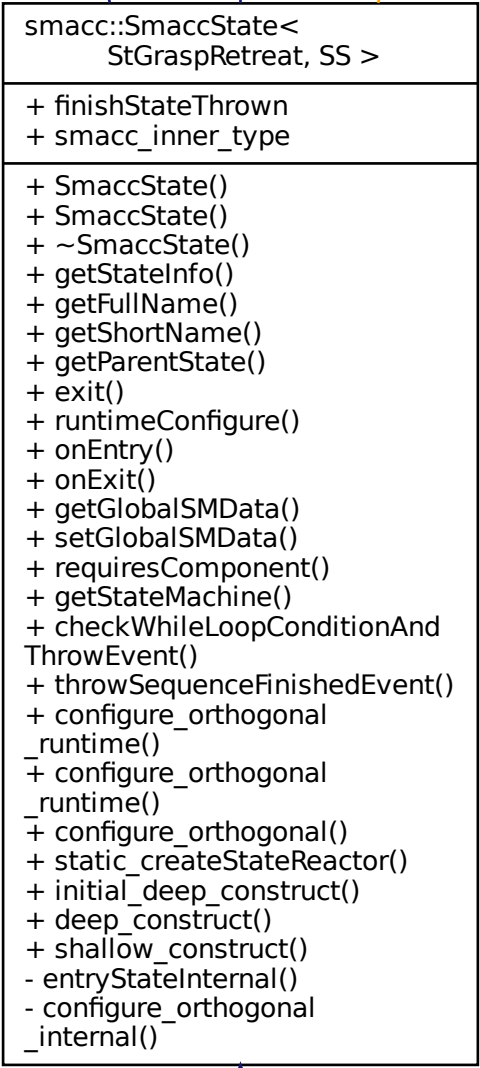 smacc::SmaccState<
StGraspRetreat, SS >
+ finishStateThrown
+ smacc_inner_type
+ SmaccState()
+ SmaccState()
+ ~SmaccState()
+ getStateInfo()
+ getFullName()
+ getShortName()
+ getParentState()
+ exit()
+ runtimeConfigure()
+ onEntry()
+ onExit()
+ getGlobalSMData()
+ setGlobalSMData()
+ requiresComponent()
+ getStateMachine()
+ checkWhileLoopConditionAnd
ThrowEvent()
+ throwSequenceFinishedEvent()
+ configure_orthogonal
_runtime()
+ configure_orthogonal
_runtime()
+ configure_orthogonal()
+ static_createStateReactor()
+ initial_deep_construct()
+ deep_construct()
+ shallow_construct()
- entryStateInternal()
- configure_orthogonal
_internal()